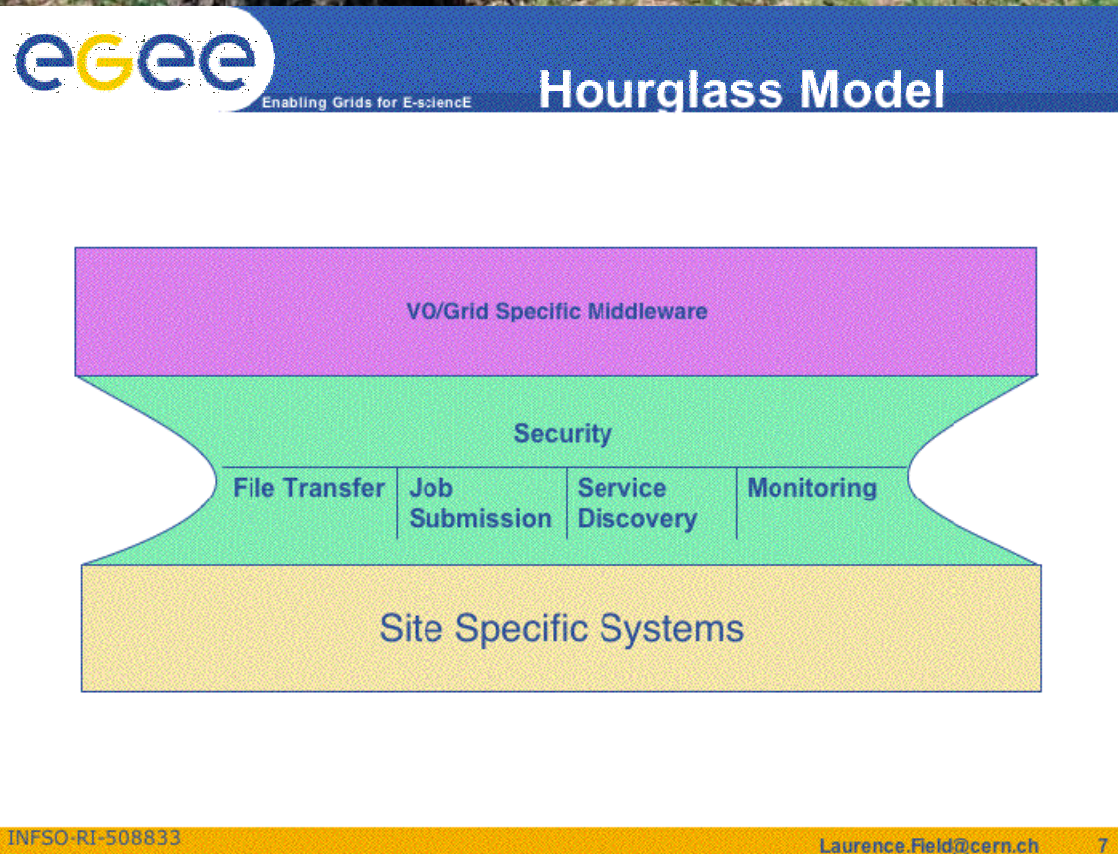 egee
Enabling Grids for E-sciencE
Hourglass Model
VO/Grid Specific Middleware
Security
File Transfer
Job
Submission
Service
Discovery
Monitoring
Site Specific Systems
INFSO-RI-508833
Laurence.Field@cern.ch
7